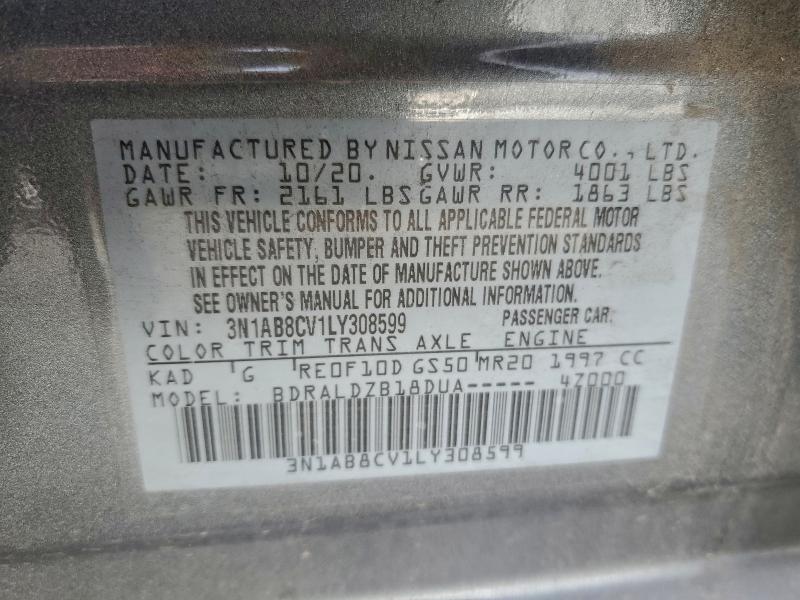 MANUFACTURED BY NISSAN MOTOR CO., LTD.
DATE: 10/20. GVWR: 4001 LBS
GAWR FR: 2161 LBS GAWR RR: 1863 LBS
THIS VEHICLE CONFORMS TO ALL APPLICABLE FEDERAL MOTOR
VEHICLE SAFETY, BUMPER AND THEFT PREVENTION STANDARDS
IN EFFECT ON THE DATE OF MANUFACTURE SHOWN ABOVE.
SEE OWNER'S MANUAL FOR ADDITIONAL INFORMATION.
VIN: 3N1AB8CV1LY308599 PASSENGER CAR.
COLOR TRIM TRANS AXLE ENGINE
KAD G RE0F10D GS50 MR20 1997 CC
MODEL: BDRALDZB18DUA----- 4Z000
3N1AB8CV1LY308599